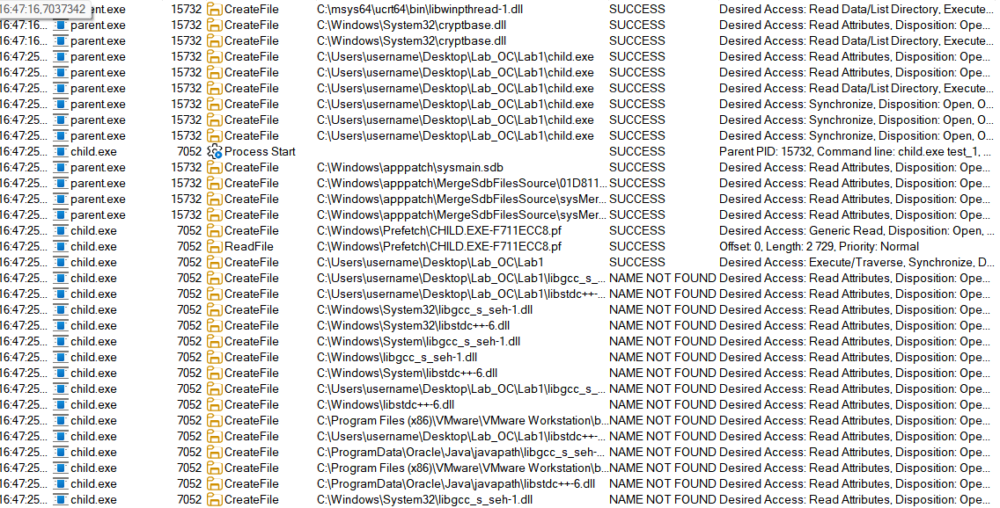 16:47:16,7037342 parent.exe 15732 CreateFile C:\msys64\ucrt64\bin\libwinpthread-1.dll SUCCESS Desired Access: Read Data/List Directory, Execute...
16:47:16... parent.exe 15732 CreateFile C:\Windows\System32\cryptbase.dll SUCCESS Desired Access: Read Attributes, Disposition: Ope...
16:47:16... parent.exe 15732 CreateFile C:\Windows\System32\cryptbase.dll SUCCESS Desired Access: Read Data/List Directory, Execute...
16:47:25... parent.exe 15732 CreateFile C:\Users\username\Desktop\Lab_OC\Lab1\child.exe SUCCESS Desired Access: Read Attributes, Disposition: Ope...
16:47:25... parent.exe 15732 CreateFile C:\Users\username\Desktop\Lab_OC\Lab1\child.exe SUCCESS Desired Access: Read Attributes, Disposition: Ope...
16:47:25... parent.exe 15732 CreateFile C:\Users\username\Desktop\Lab_OC\Lab1\child.exe SUCCESS Desired Access: Read Data/List Directory, Execute...
16:47:25... parent.exe 15732 CreateFile C:\Users\username\Desktop\Lab_OC\Lab1\child.exe SUCCESS Desired Access: Synchronize, Disposition: Open, O...
16:47:25... parent.exe 15732 CreateFile C:\Users\username\Desktop\Lab_OC\Lab1\child.exe SUCCESS Desired Access: Synchronize, Disposition: Open, O...
16:47:25... parent.exe 15732 CreateFile C:\Users\username\Desktop\Lab_OC\Lab1\child.exe SUCCESS Desired Access: Synchronize, Disposition: Open, O...
16:47:25... child.exe 7052 Process Start SUCCESS Parent PID: 15732, Command line: child.exe test_1, ...
16:47:25... parent.exe 15732 CreateFile C:\Windows\apppatch\sysmain.sdb SUCCESS Desired Access: Read Attributes, Disposition: Ope...
16:47:25... parent.exe 15732 CreateFile C:\Windows\apppatch\MergeSdbFilesSource\01D811... SUCCESS Desired Access: Read Attributes, Disposition: Ope...
16:47:25... parent.exe 15732 CreateFile C:\Windows\apppatch\MergeSdbFilesSource\sysMer... SUCCESS Desired Access: Read Attributes, Disposition: Ope...
16:47:25... parent.exe 15732 CreateFile C:\Windows\apppatch\MergeSdbFilesSource\sysMer... SUCCESS Desired Access: Read Attributes, Disposition: Ope...
16:47:25... child.exe 7052 CreateFile C:\Windows\Prefetch\CHILD.EXE-F711ECC8.pf SUCCESS Desired Access: Generic Read, Disposition: Open, ...
16:47:25... child.exe 7052 ReadFile C:\Windows\Prefetch\CHILD.EXE-F711ECC8.pf SUCCESS Offset: 0, Length: 2 729, Priority: Normal
16:47:25... child.exe 7052 CreateFile C:\Users\username\Desktop\Lab_OC\Lab1 SUCCESS Desired Access: Execute/Traverse, Synchronize, D...
16:47:25... child.exe 7052 CreateFile C:\Users\username\Desktop\Lab_OC\Lab1\libgcc_s_... NAME NOT FOUND Desired Access: Read Attributes, Disposition: Ope...
16:47:25... child.exe 7052 CreateFile C:\Users\username\Desktop\Lab_OC\Lab1\libstdc++-... NAME NOT FOUND Desired Access: Read Attributes, Disposition: Ope...
16:47:25... child.exe 7052 CreateFile C:\Windows\System32\libgcc_s_seh-1.dll NAME NOT FOUND Desired Access: Read Attributes, Disposition: Ope...
16:47:25... child.exe 7052 CreateFile C:\Windows\System32\libstdc++-6.dll NAME NOT FOUND Desired Access: Read Attributes, Disposition: Ope...
16:47:25... child.exe 7052 CreateFile C:\Windows\System\libgcc_s_seh-1.dll NAME NOT FOUND Desired Access: Read Attributes, Disposition: Ope...
16:47:25... child.exe 7052 CreateFile C:\Windows\libgcc_s_seh-1.dll NAME NOT FOUND Desired Access: Read Attributes, Disposition: Ope...
16:47:25... child.exe 7052 CreateFile C:\Windows\System\libstdc++-6.dll NAME NOT FOUND Desired Access: Read Attributes, Disposition: Ope...
16:47:25... child.exe 7052 CreateFile C:\Users\username\Desktop\Lab_OC\Lab1\libgcc_s_... NAME NOT FOUND Desired Access: Read Attributes, Disposition: Ope...
16:47:25... child.exe 7052 CreateFile C:\Windows\libstdc++-6.dll NAME NOT FOUND Desired Access: Read Attributes, Disposition: Ope...
16:47:25... child.exe 7052 CreateFile C:\Program Files (x86)\VMware\VMware Workstation\b... NAME NOT FOUND Desired Access: Read Attributes, Disposition: Ope...
16:47:25... child.exe 7052 CreateFile C:\Users\username\Desktop\Lab_OC\Lab1\libstdc++-... NAME NOT FOUND Desired Access: Read Attributes, Disposition: Ope...
16:47:25... child.exe 7052 CreateFile C:\ProgramData\Oracle\Java\javapath\libgcc_s_seh-... NAME NOT FOUND Desired Access: Read Attributes, Disposition: Ope...
16:47:25... child.exe 7052 CreateFile C:\Program Files (x86)\VMware\VMware Workstation\b... NAME NOT FOUND Desired Access: Read Attributes, Disposition: Ope...
16:47:25... child.exe 7052 CreateFile C:\ProgramData\Oracle\Java\javapath\libstdc++-6.dll NAME NOT FOUND Desired Access: Read Attributes, Disposition: Ope...
16:47:25... child.exe 7052 CreateFile C:\Windows\System32\libgcc_s_seh-1.dll NAME NOT FOUND Desired Access: Read Attributes, Disposition: Ope...